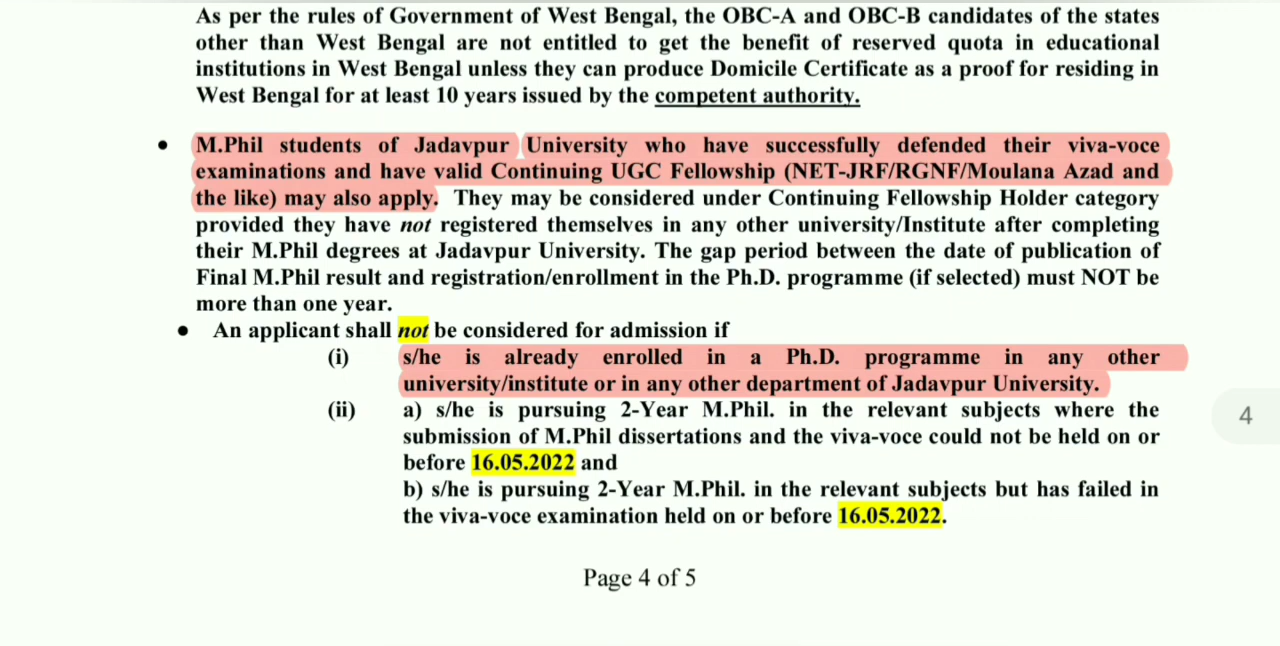 As per the rules of Government of West Bengal, the OBC-A and OBC-B candidates of the states
other than West Bengal are not entitled to get the benefit of reserved quota in educational
institutions in West Bengal unless they can produce Domicile Certificate as a proof for residing in
West Bengal for at least 10 years issued by the competent authority.
• M.Phil students of Jadavpur University who have successfully defended their viva-voce
examinations and have valid Continuing UGC Fellowship (NET-JRF/RGNF/Moulana Azad and
the like) may also apply. They may be considered under Continuing Fellowship Holder category
provided they have not registered themselves in any other university/Institute after completing
their M.Phil degrees at Jadavpur University. The gap period between the date of publication of
Final M.Phil result and registration/enrollment in the Ph.D. programme (if selected) must NOT be
more than one year.
• An applicant shall not be considered for admission if
(i) s/he is already enrolled in a Ph.D. programme in any other
university/institute or in any other department of Jadavpur University.
(ii) a) s/he is pursuing 2-Year M.Phil. in the relevant subjects where the
submission of M.Phil dissertations and the viva-voce could not be held on or
before 16.05.2022 and
b) s/he is pursuing 2-Year M.Phil. in the relevant subjects but has failed in
the viva-voce examination held on or before 16.05.2022.
Page 4 of 5
4